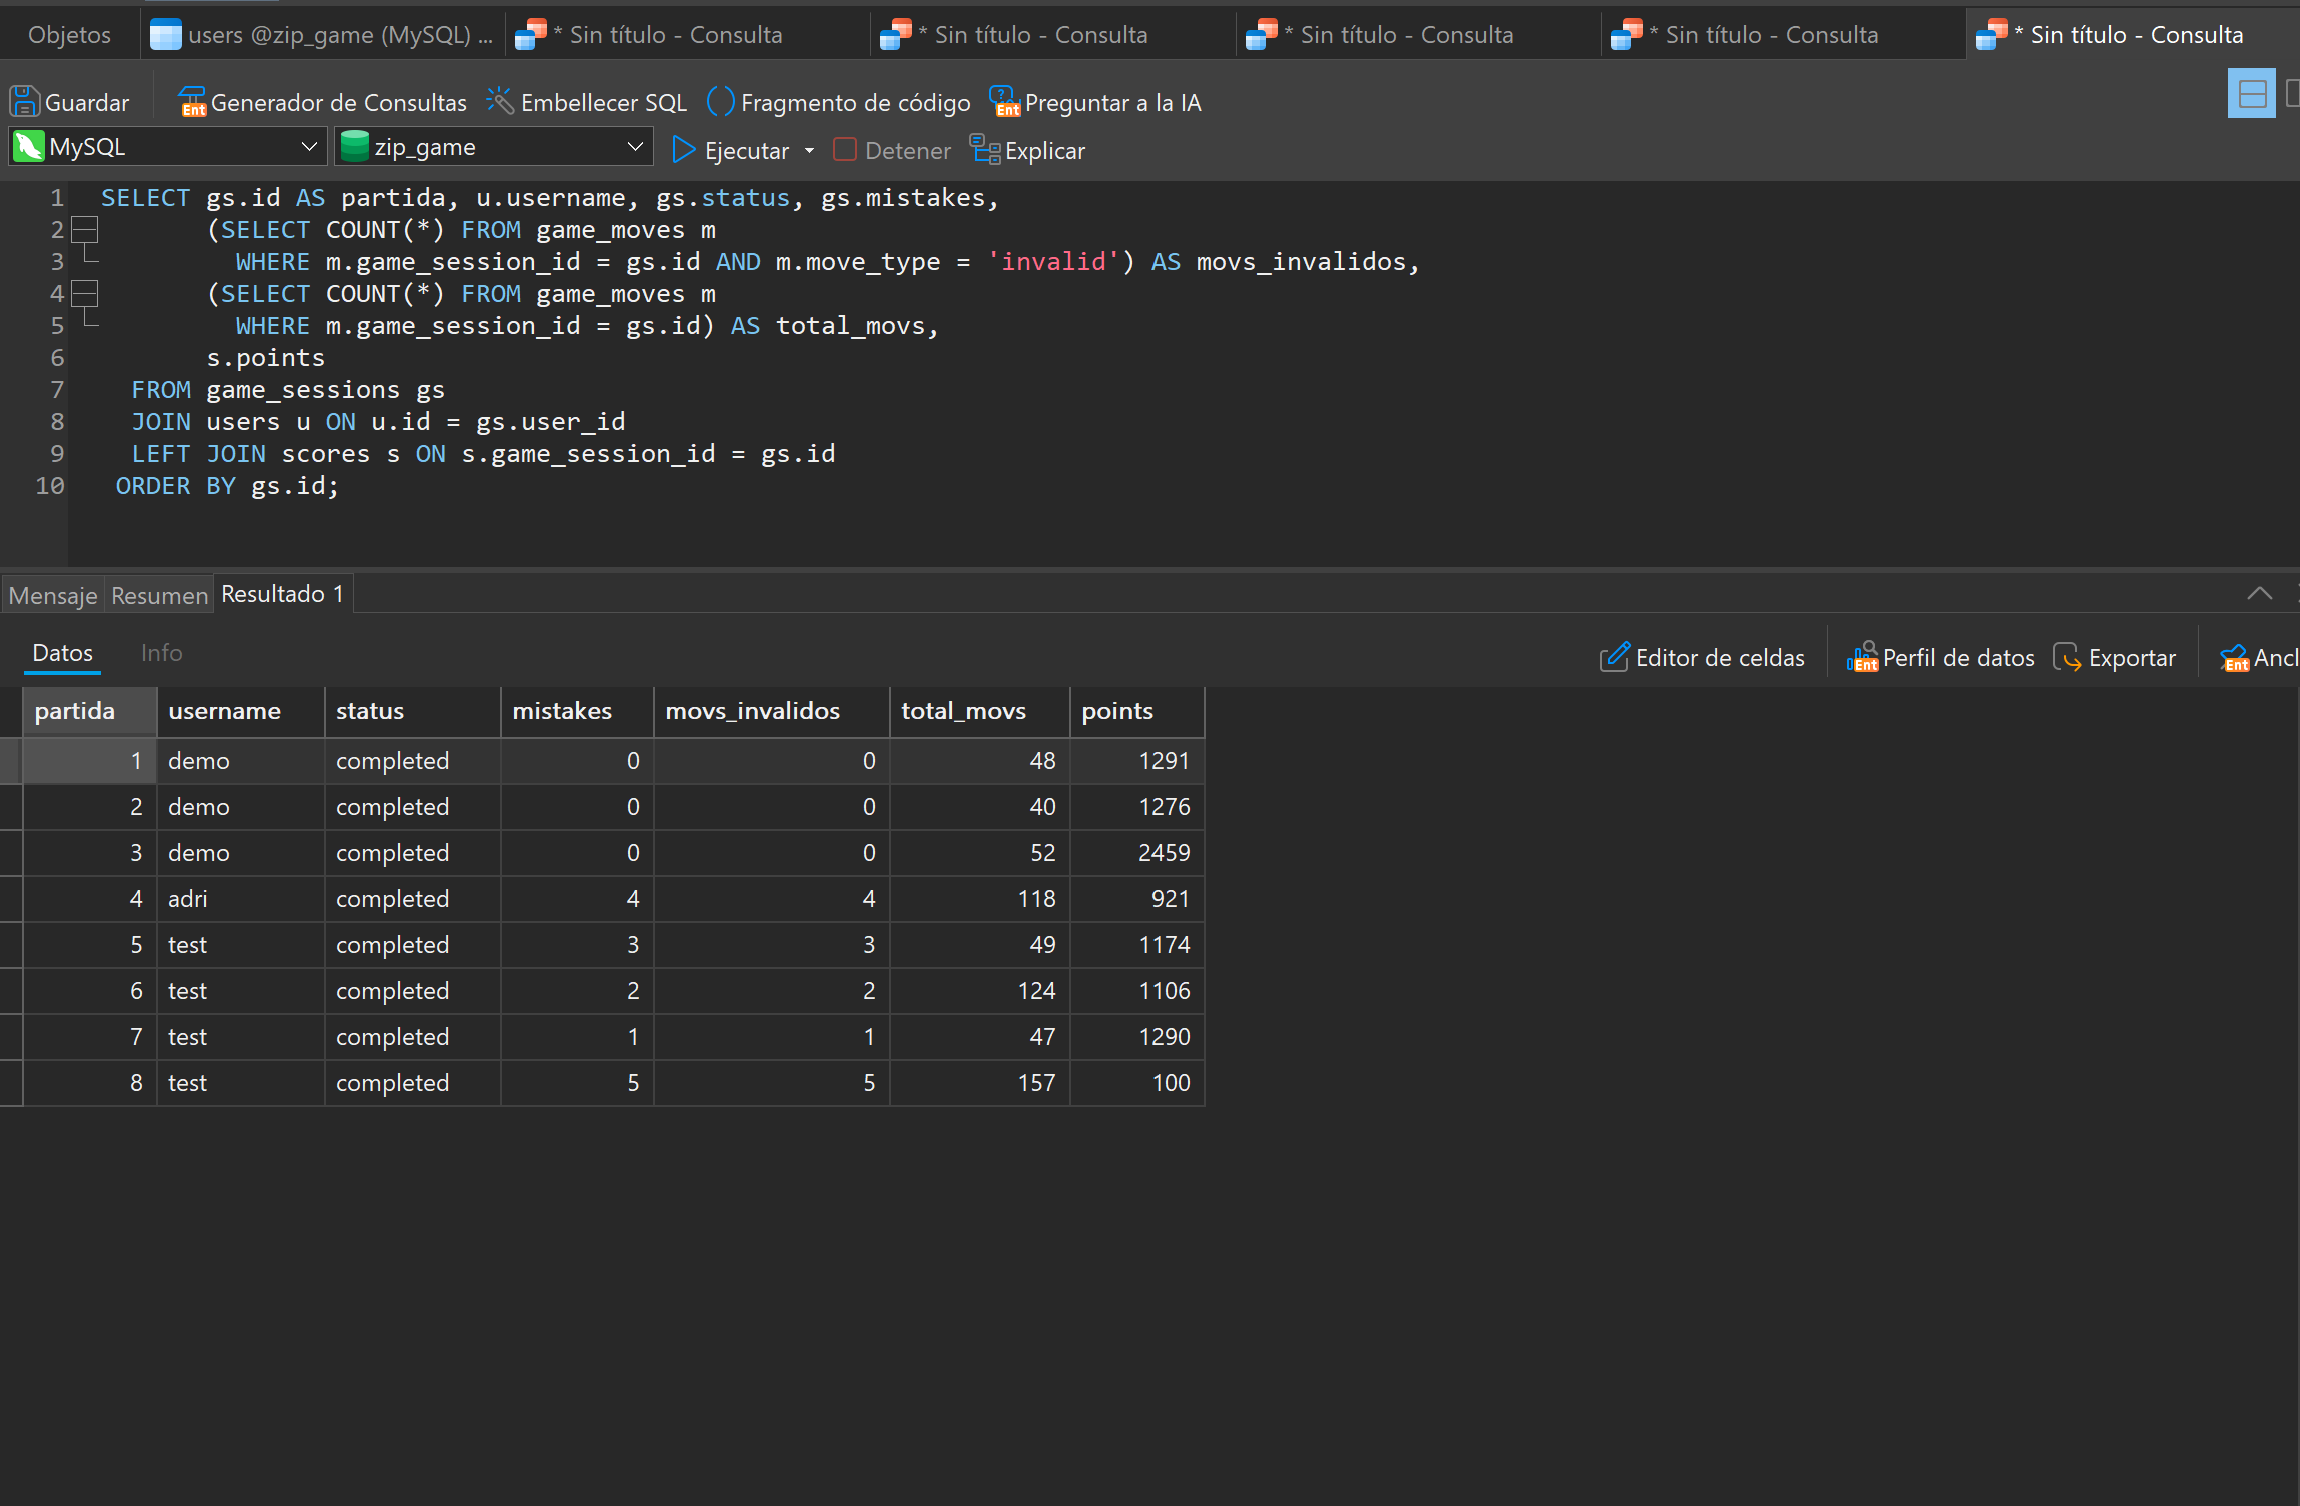 Objetos
users @zip_game (MySQL) ...
* Sin título - Consulta
* Sin título - Consulta
* Sin título - Consulta
* Sin título - Consulta
* Sin título - Consulta
Guardar
Ent Generador de Consultas
Embellecer SQL
() Fragmento de código
Ent Preguntar a la IA
MySQL
zip_game
Ejecutar
Detener
Explicar
1 SELECT gs.id AS partida, u.username, gs.status, gs.mistakes,
2 (SELECT COUNT(*) FROM game_moves m
3 WHERE m.game_session_id = gs.id AND m.move_type = 'invalid') AS movs_invalidos,
4 (SELECT COUNT(*) FROM game_moves m
5 WHERE m.game_session_id = gs.id) AS total_movs,
6 s.points
7 FROM game_sessions gs
8 JOIN users u ON u.id = gs.user_id
9 LEFT JOIN scores s ON s.game_session_id = gs.id
10 ORDER BY gs.id;
Mensaje Resumen Resultado 1
Datos Info
Editor de celdas
Ent Perfil de datos
Exportar
Ent Ancl
partida username status mistakes movs_invalidos total_movs points
1 demo completed 0 0 48 1291
2 demo completed 0 0 40 1276
3 demo completed 0 0 52 2459
4 adri completed 4 4 118 921
5 test completed 3 3 49 1174
6 test completed 2 2 124 1106
7 test completed 1 1 47 1290
8 test completed 5 5 157 100